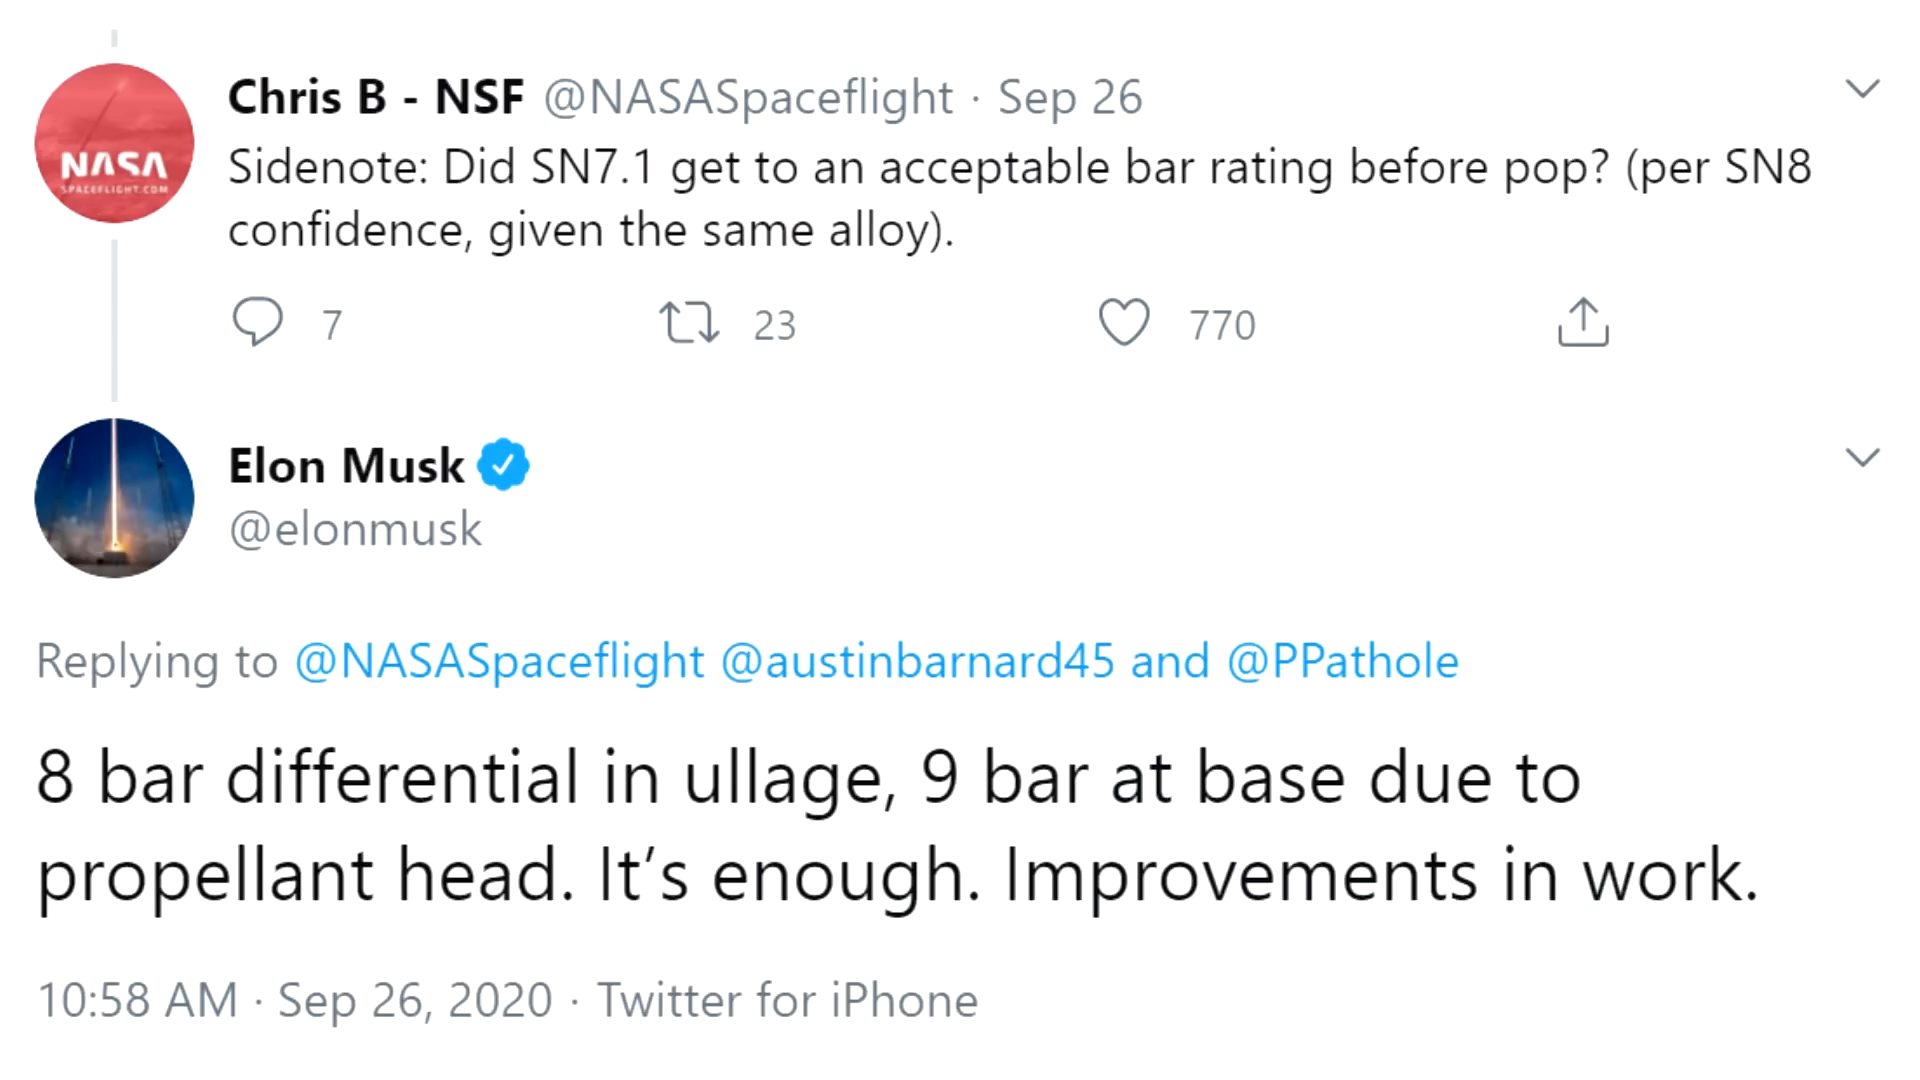 Chris B - NSF @NASASpaceflight · Sep 26
NASA
SPACEFLIGHT.COM
Sidenote: Did SN7.1 get to an acceptable bar rating before pop? (per SN8
confidence, given the same alloy).
7 23 770
Elon Musk
@elonmusk
Replying to @NASASpaceflight @austinbarnard45 and @PPathole
8 bar differential in ullage, 9 bar at base due to
propellant head. It’s enough. Improvements in work.
10:58 AM · Sep 26, 2020 · Twitter for iPhone